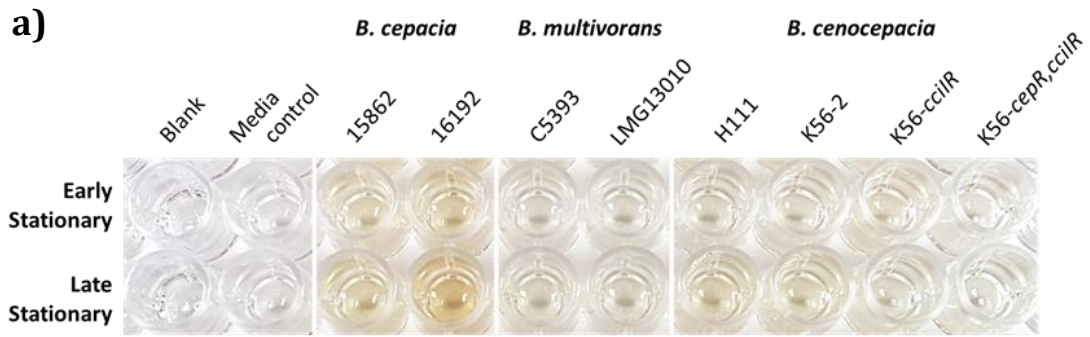 a)
B. cepacia B. multivorans B. cenocepacia
Blank Media control 15862 16192 C5393 LMG13010 H111 K56-2 K56-cciIR K56-cepR,cciIR
Early
Stationary
Late
Stationary